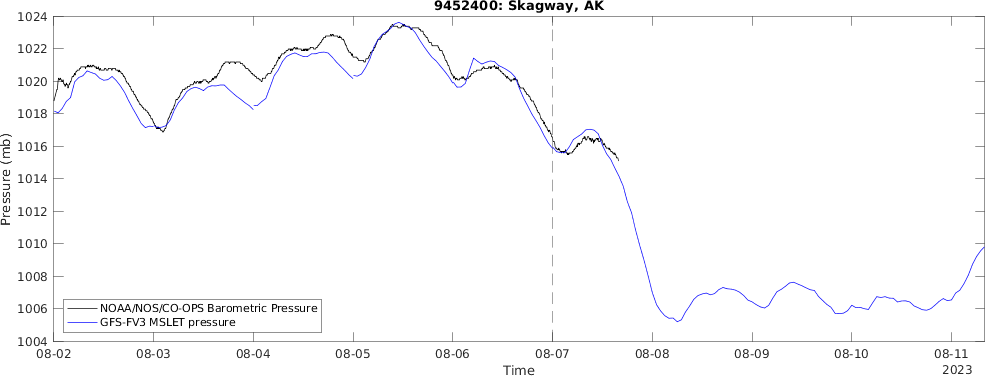 9452400: Skagway, AK
1024
1022
1020
1018
1016
1014
1012
1010
1008
1006
1004
Pressure (mb)
NOAA/NOS/CO-OPS Barometric Pressure
GFS-FV3 MSLET pressure
08-02 08-03 08-04 08-05 08-06 08-07 08-08 08-09 08-10 08-11
Time
2023